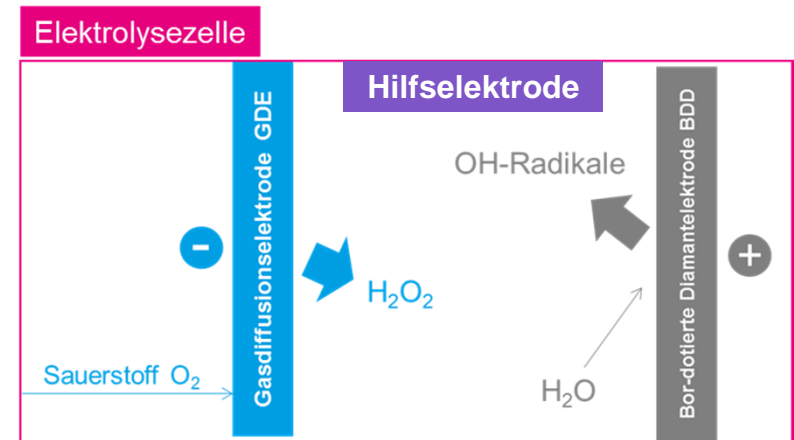 Elektrolysezelle
Hilfselektrode
Gasdiffusionselektrode GDE
Bor-dotierte Diamantelektrode BDD
OH-Radikale
-
+
H₂O₂
Sauerstoff O₂
H₂O